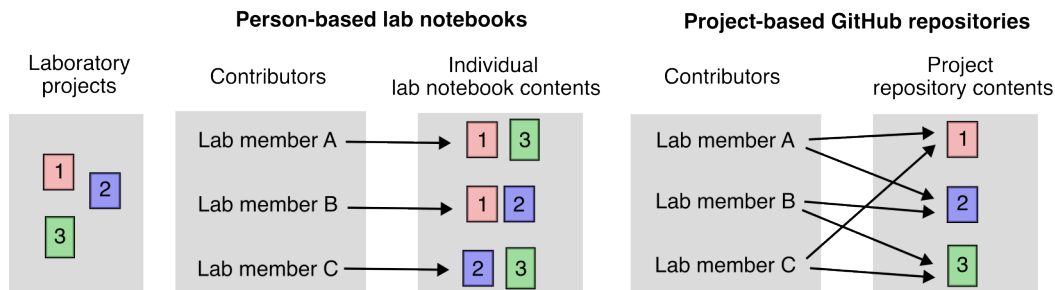 Person-based lab notebooks
Project-based GitHub repositories
Laboratory
projects
Contributors
Individual
lab notebook contents
Contributors
Project
repository contents
1
2
3
Lab member A
1 3
Lab member B
1 2
Lab member C
2 3
Lab member A
1
Lab member B
2
Lab member C
3